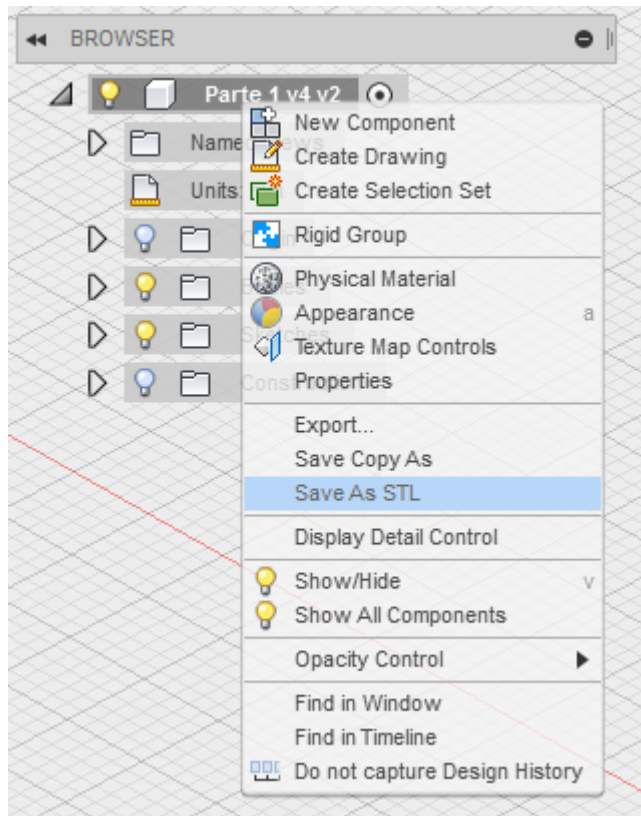 BROWSER
Parte 1 v4 v2
New Component
Create Drawing
Create Selection Set
Rigid Group
Physical Material
Appearance a
Texture Map Controls
Properties
Export...
Save Copy As
Save As STL
Display Detail Control
Show/Hide v
Show All Components
Opacity Control
Find in Window
Find in Timeline
Do not capture Design History
Units:
Sketches